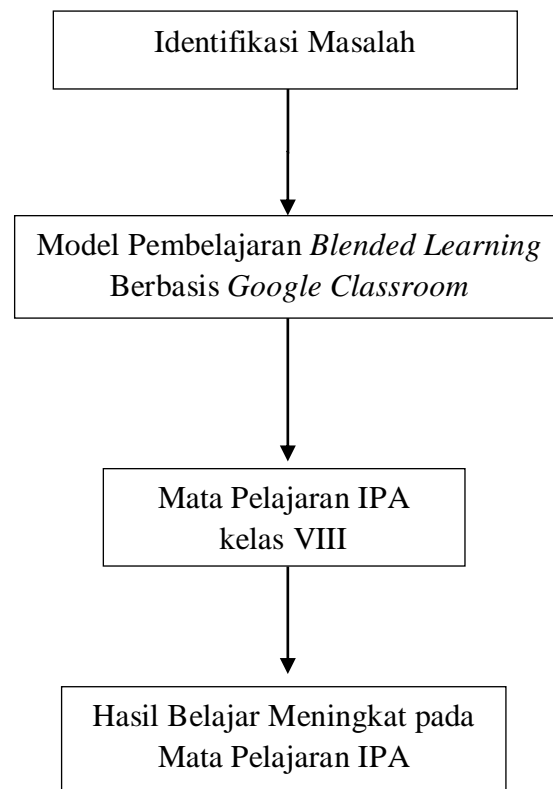 Identifikasi Masalah
Model Pembelajaran Blended Learning
Berbasis Google Classroom
Mata Pelajaran IPA
kelas VIII
Hasil Belajar Meningkat pada
Mata Pelajaran IPA